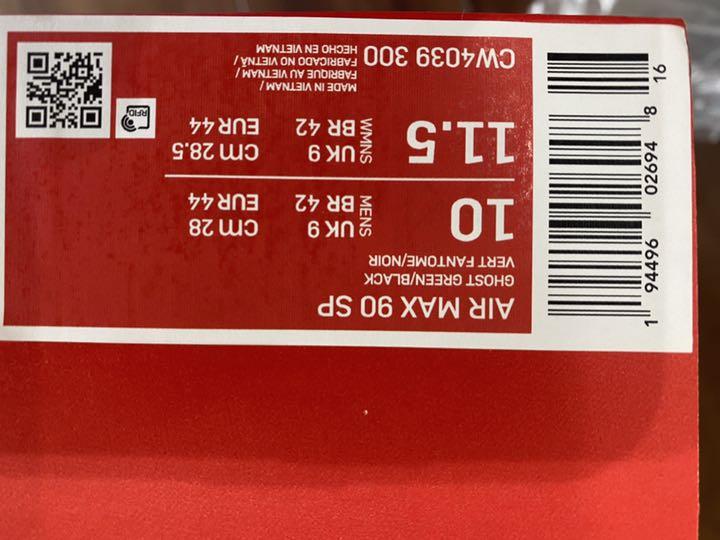 AIR MAX 90 SP
GHOST GREEN/BLACK
VERT FANTOME/NOIR
10 MENS UK 9 CM 28
BR 42 EUR 44
11.5 WMNS UK 9 CM 28.5
BR 42 EUR 44
CW4039 300
MADE IN VIETNAM /
FABRIQUE AU VIETNAM /
FABRICADO NO VIETNÃ /
HECHO EN VIETNAM
RFID
1 94496 02694 8 16